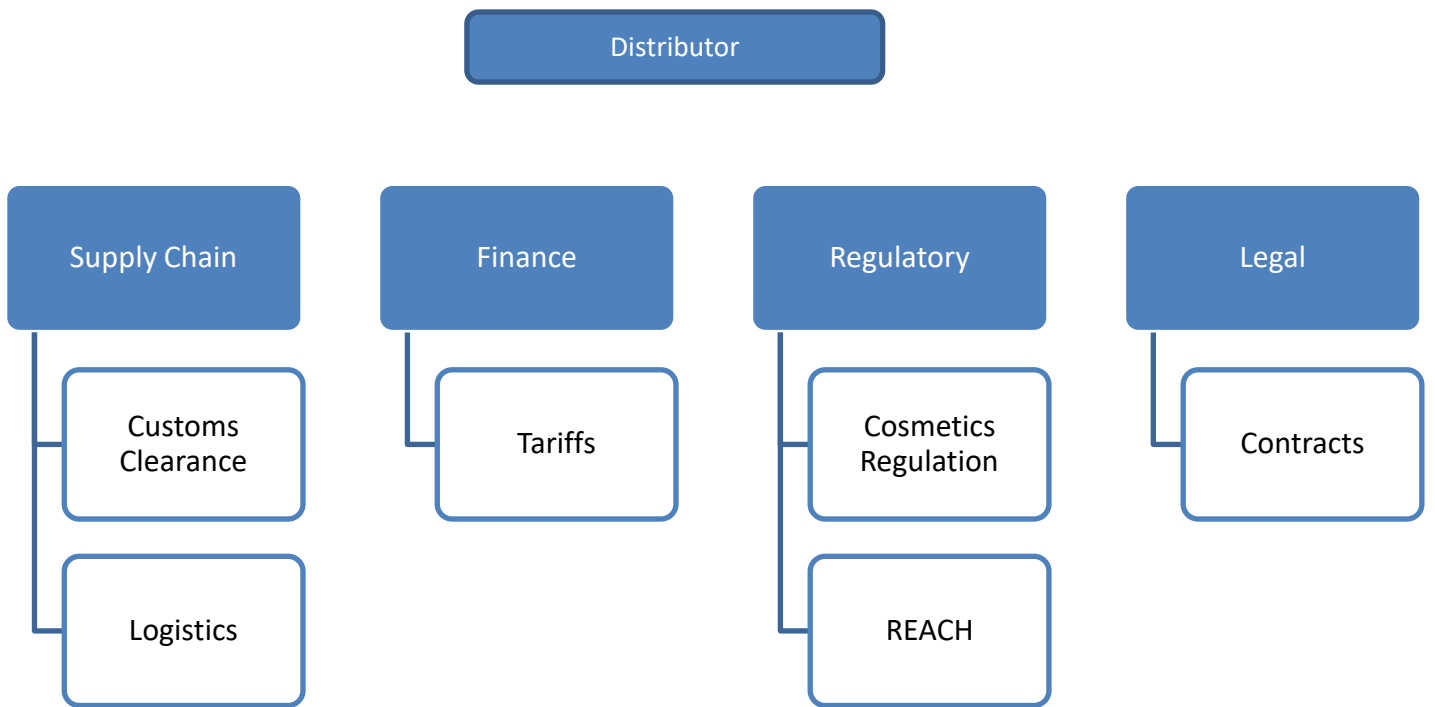 Distributor
Supply Chain
Finance
Regulatory
Legal
Customs
Clearance
Tariffs
Cosmetics
Regulation
Contracts
Logistics
REACH